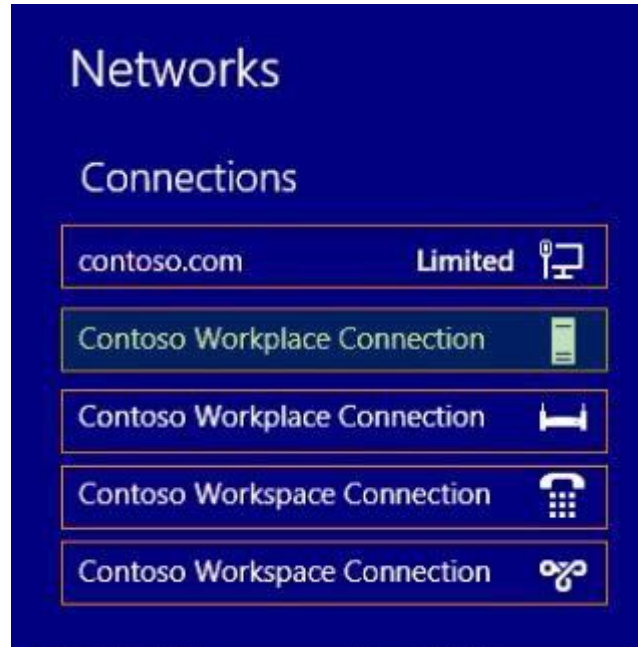 Networks
Connections
contoso.com Limited
Contoso Workplace Connection
Contoso Workplace Connection
Contoso Workspace Connection
Contoso Workspace Connection